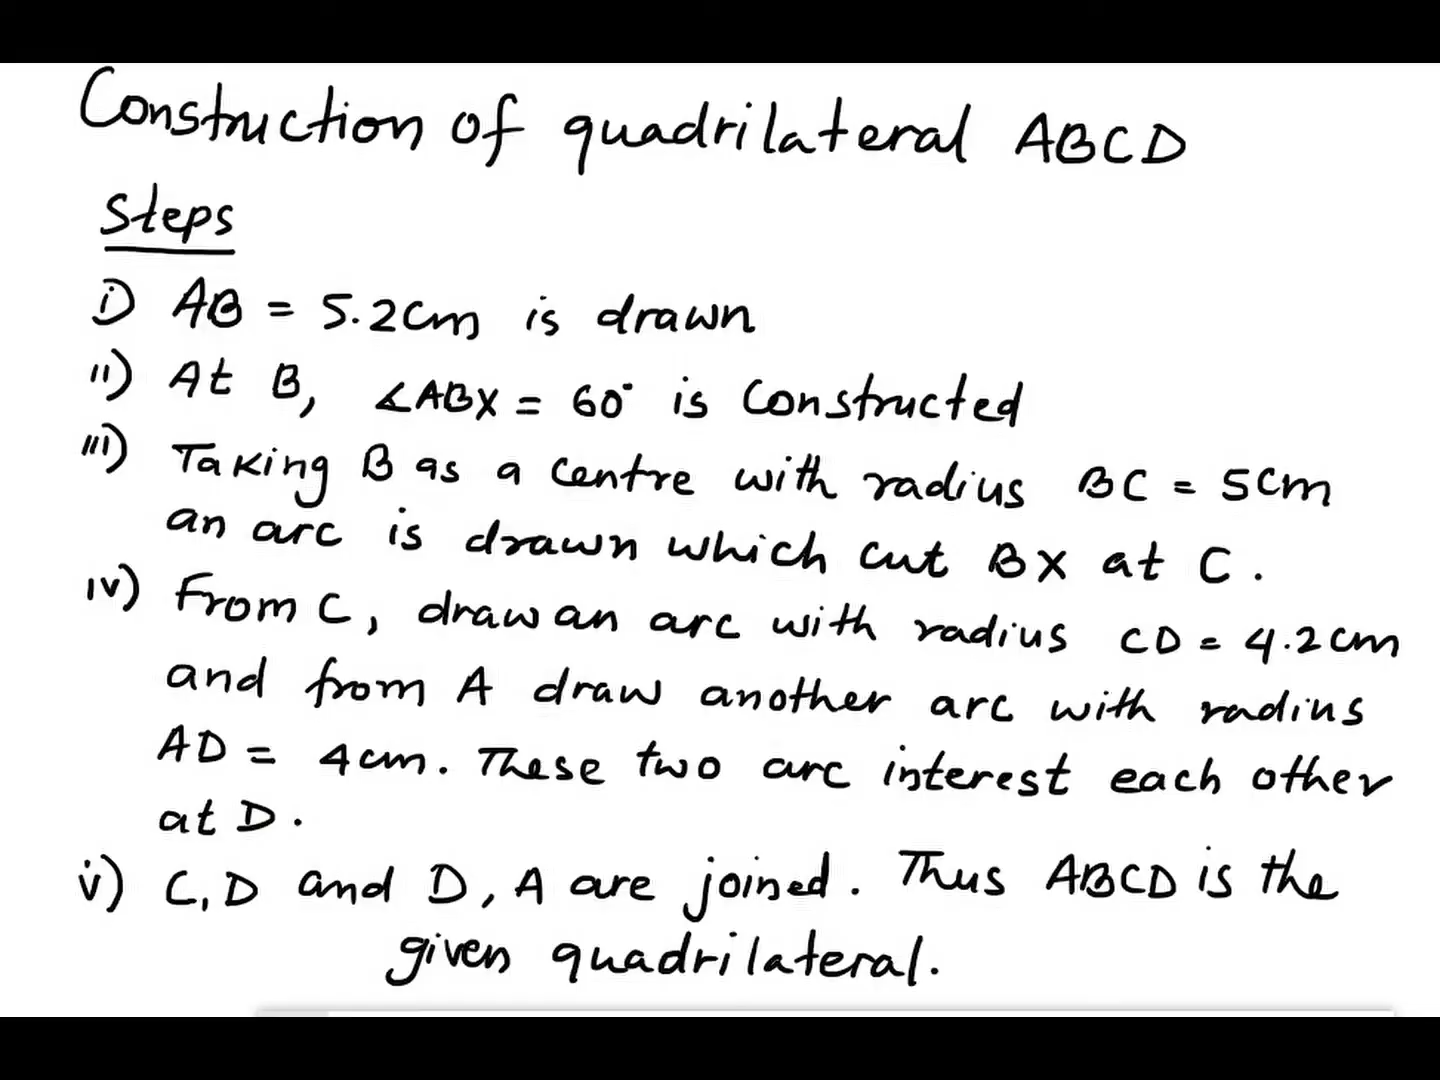 Construction of quadrilateral ABCD
Steps
i) AB = 5.2cm is drawn
ii) At B, ∡ABX = 60° is constructed
iii) Taking B as a centre with radius BC = 5cm
an arc is drawn which cut BX at C.
iv) From C, draw an arc with radius CD = 4.2cm
and from A draw another arc with radius
AD = 4cm. These two arc interest each other
at D.
v) C,D and D, A are joined. Thus ABCD is the
given quadrilateral.